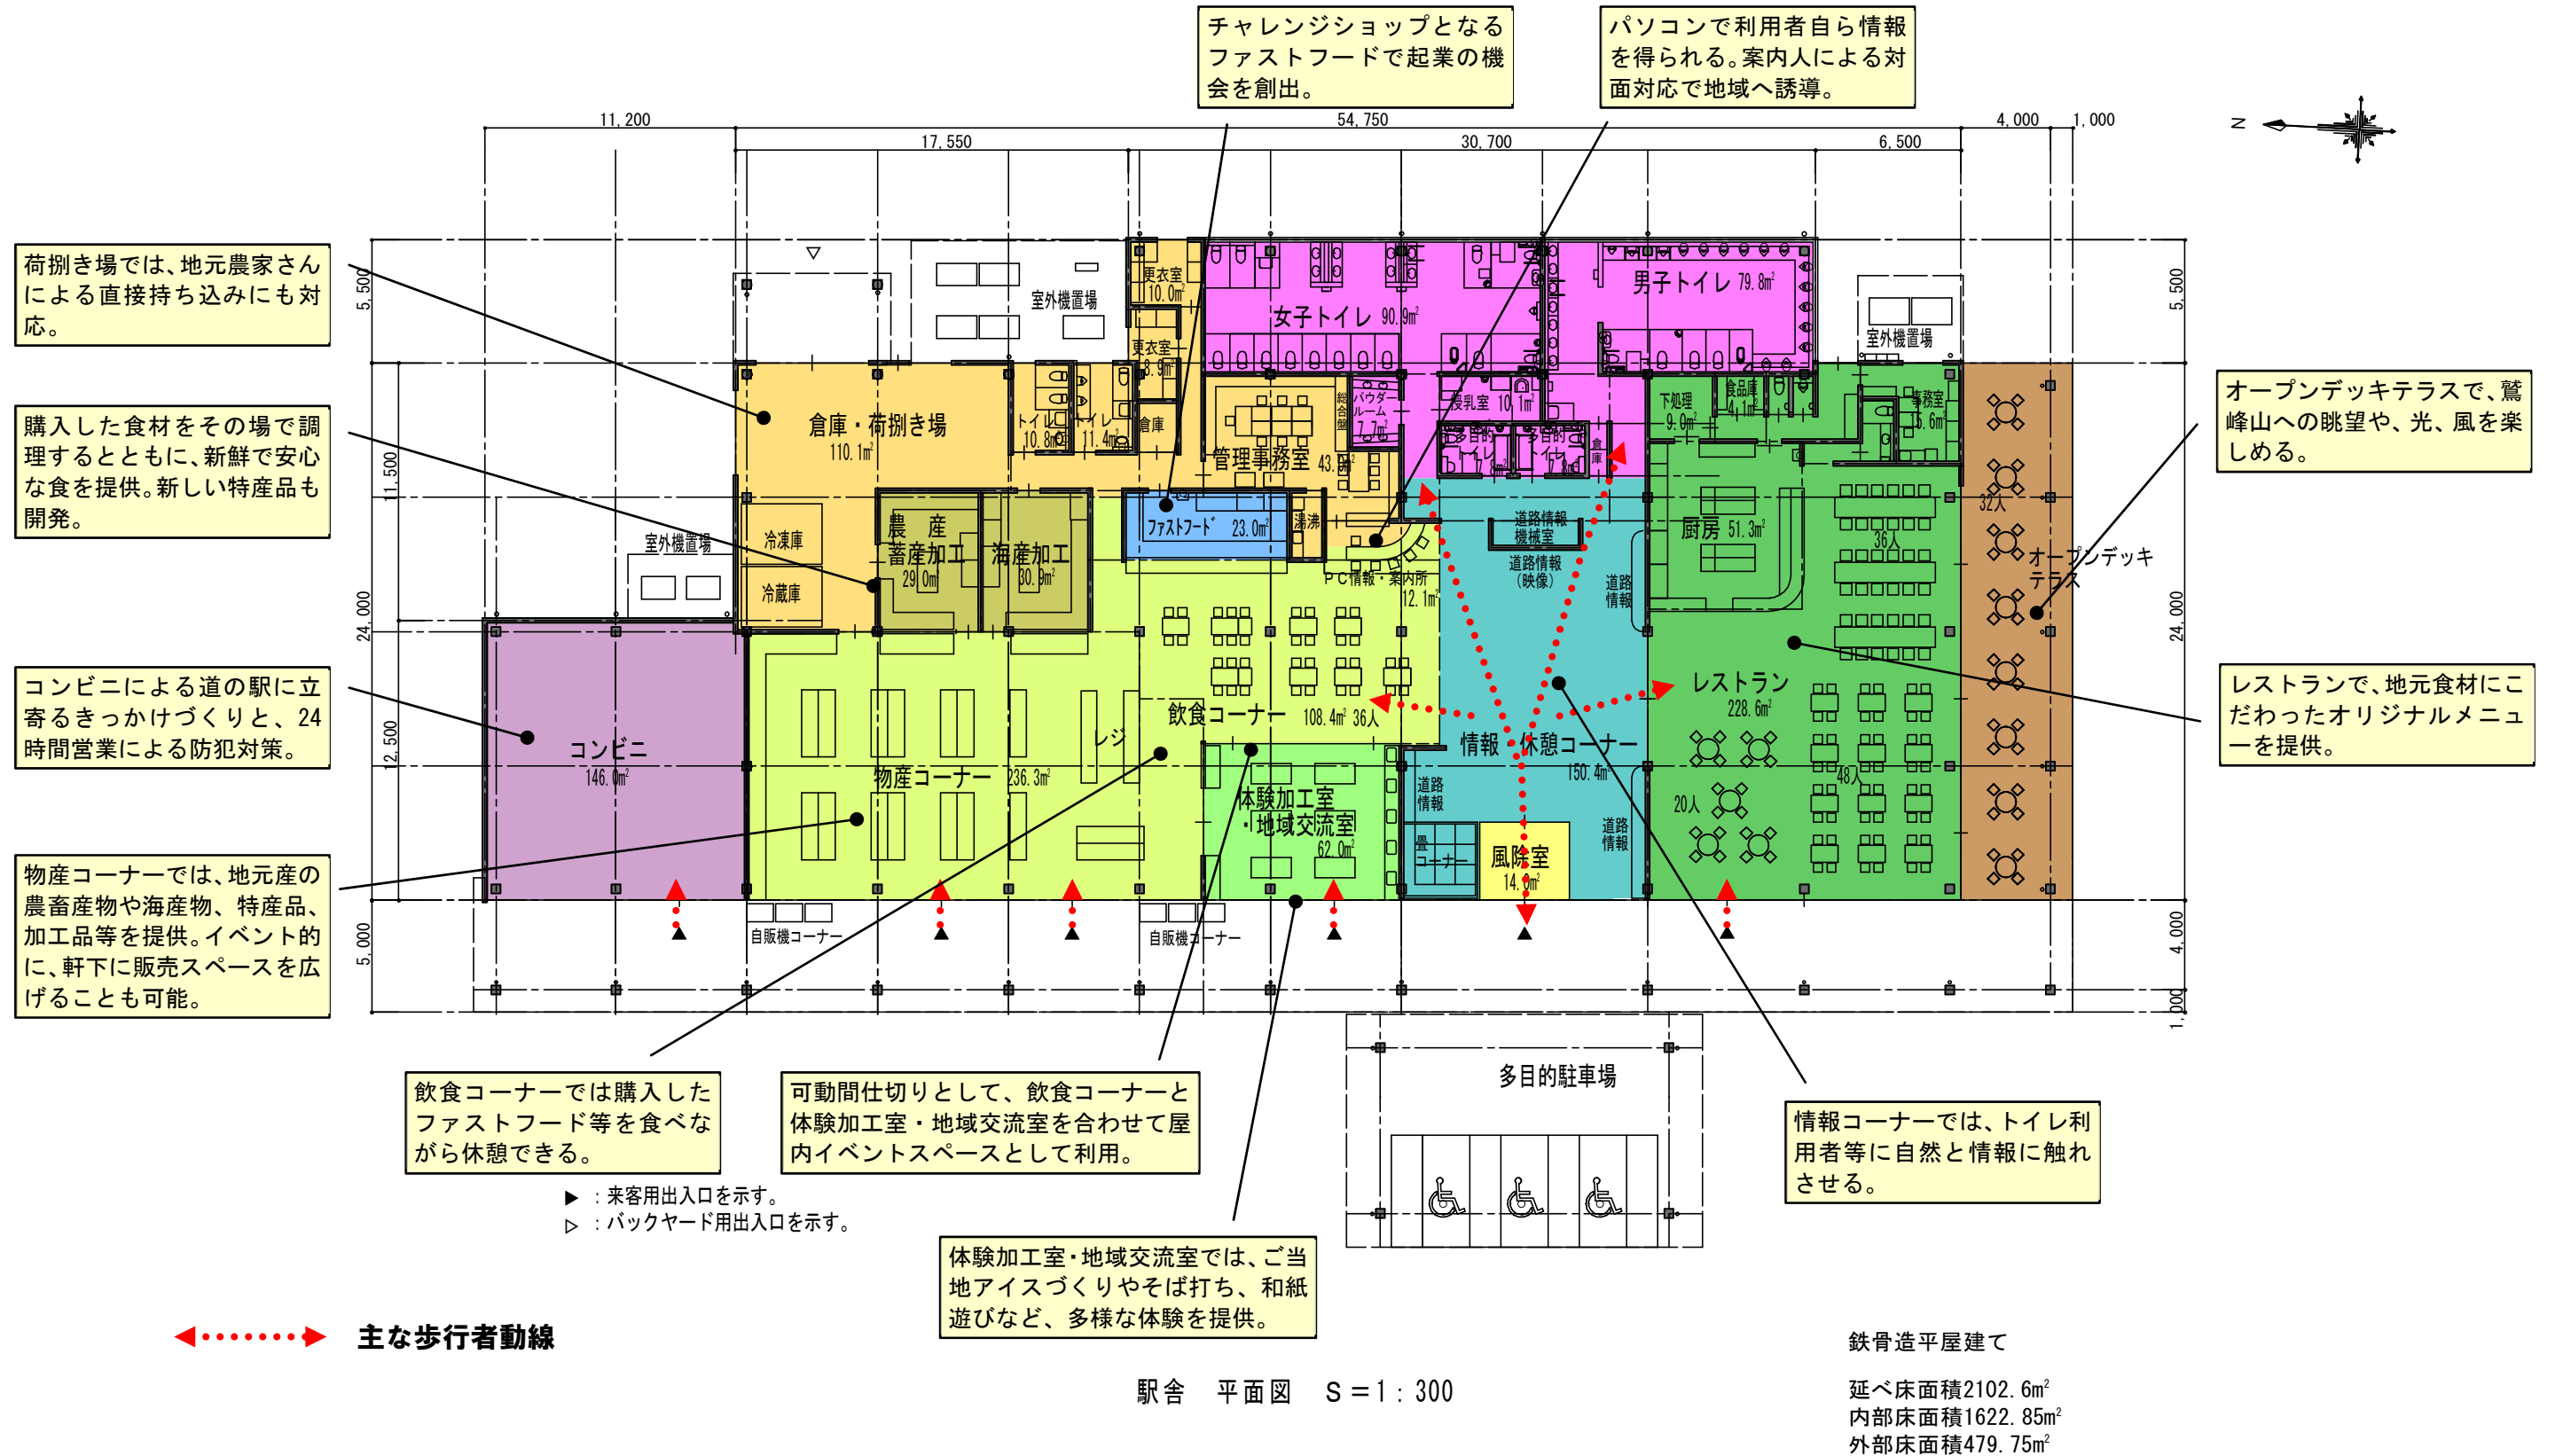 チャレンジショップとなる
ファストフードで起業の機
会を創出。
パソコンで利用者自ら情報
を得られる。案内人による対
面対応で地域へ誘導。
11,200
54,750
4,000
1,000
17,550
30,700
6,500
N
荷捌き場では、地元農家さん
による直接持ち込みにも対
応。
購入した食材をその場で調
理するとともに、新鮮で安心
な食を提供。新しい特産品も
開発。
コンビニによる道の駅に立
寄るきっかけづくりと、24
時間営業による防犯対策。
物産コーナーでは、地元産の
農畜産物や海産物、特産品、
加工品等を提供。イベント的
に、軒下に販売スペースを広
げることも可能。
5,500
11,500
24,000
12,500
5,000
室外機置場
更衣室
10.0㎡
更衣室
8.9㎡
女子トイレ 90.9㎡
男子トイレ 79.8㎡
室外機置場
倉庫・荷捌き場
110.1㎡
トイレ
10.8㎡
トイレ
11.4㎡
倉庫
管理事務室 43.9㎡
総合盤
パウダー
ルーム
7.7㎡
授乳室 10.1㎡
多目的
トイレ
7.8㎡
多目的
トイレ
7.8㎡
倉庫
下処理
9.0㎡
食品庫
4.1㎡
事務室
15.6㎡
冷凍庫
冷蔵庫
室外機置場
農 産
蓄産加工
29.0㎡
海産加工
30.9㎡
ファストフード 23.0㎡
湯沸
PC情報・案内所
12.1㎡
道路情報
機械室
道路情報
(映像)
道路
情報
厨房 51.3㎡
36人
32人
オープンデッキ
テラス
コンビニ
146.0㎡
物産コーナー 236.3㎡
レジ
飲食コーナー 108.4㎡ 36人
体験加工室
・地域交流室
62.0㎡
情報・休憩コーナー
150.4㎡
道路
情報
畳
コーナー
風除室
14.0㎡
道路
情報
レストラン
228.6㎡
20人
48人
自販機コーナー
自販機コーナー
5,500
24,000
4,000
1,000
オープンデッキテラスで、鷲
峰山への眺望や、光、風を楽
しめる。
レストランで、地元食材にこ
だわったオリジナルメニュ
ーを提供。
多目的駐車場
飲食コーナーでは購入した
ファストフード等を食べな
がら休憩できる。
可動間仕切りとして、飲食コーナーと
体験加工室・地域交流室を合わせて屋
内イベントスペースとして利用。
情報コーナーでは、トイレ利
用者等に自然と情報に触れ
させる。
体験加工室・地域交流室では、ご当
地アイスづくりやそば打ち、和紙
遊びなど、多様な体験を提供。
▶ : 来客用出入口を示す。
▷ : バックヤード用出入口を示す。
主な歩行者動線
駅舎 平面図 S=1:300
鉄骨造平屋建て
延べ床面積2102.6㎡
内部床面積1622.85㎡
外部床面積479.75㎡